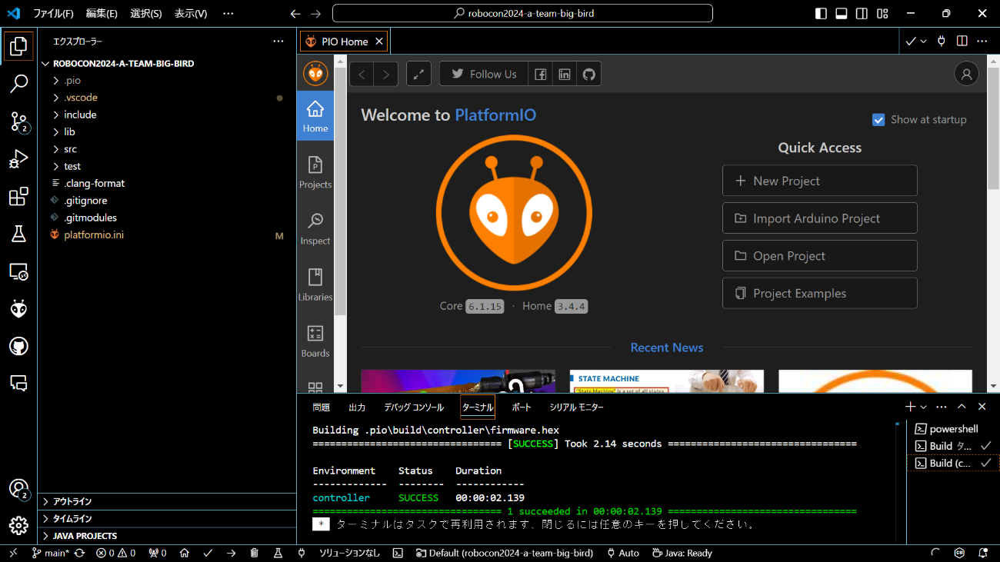 ファイル(F) 編集(E) 選択(S) 表示(V) ··· robocon2024-a-team-big-bird
エクスプローラー ···
ROBOCON2024-A-TEAM-BIG-BIRD
.pio
.vscode
include
lib
src
test
.clang-format
.gitignore
.gitmodules
platformio.ini M
2
2
アウトライン
タイムライン
JAVA PROJECTS
PIO Home
Follow Us
Home
Projects
Inspect
Libraries
Boards
Welcome to PlatformIO
Show at startup
Core 6.1.15 · Home 3.4.4
Quick Access
New Project
Import Arduino Project
Open Project
Project Examples
Recent News
STATE MACHINE
"State Machine" is a set of all states
問題 出力 デバッグ コンソール ターミナル ポート シリアル モニター
Building .pio\build\controller\firmware.hex
================================= [SUCCESS] Took 2.14 seconds =================================
Environment Status Duration
------------- -------- ------------
controller SUCCESS 00:00:02.139
================================= 1 succeeded in 00:00:02.139 =================================
* ターミナルはタスクで再利用されます、閉じるには任意のキーを押してください。
powershell
Build タ...
Build (c...
main* 0 0 0 ソリューションなし Default (robocon2024-a-team-big-bird) Auto Java: Ready